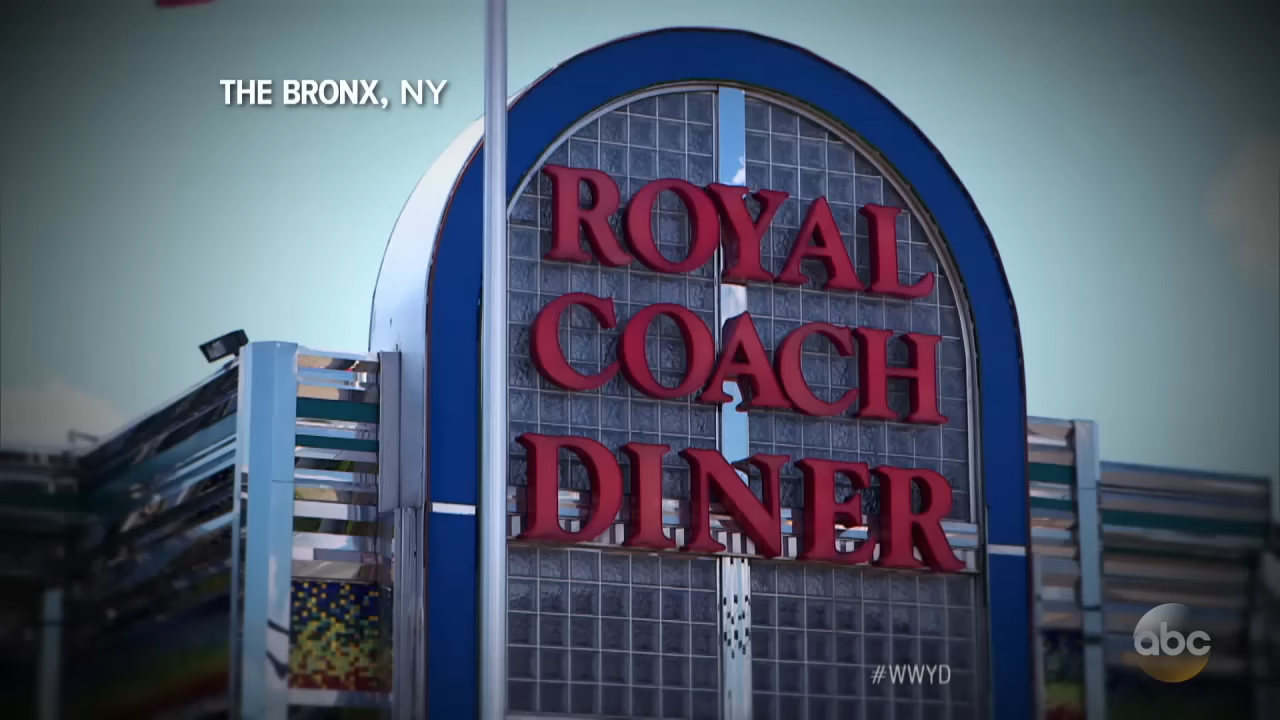 THE BRONX, NY
ROYAL
COACH
DINER
abc
#WWYD